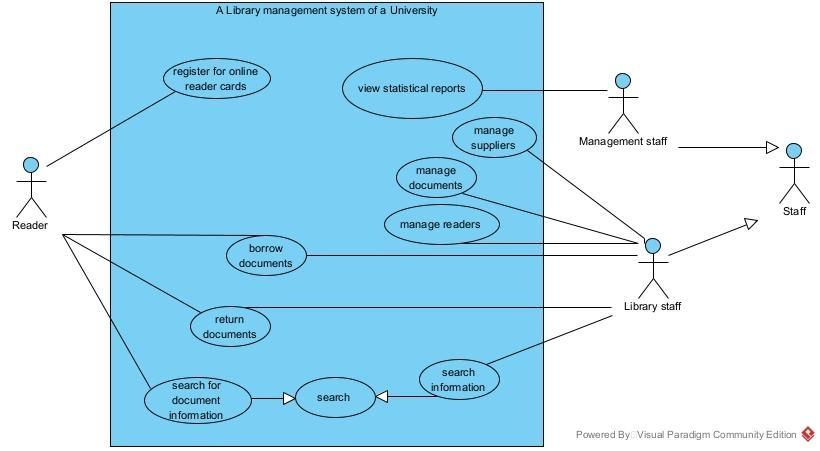 A Library management system of a University
register for online
reader cards
view statistical reports
manage
suppliers
Management staff
manage
documents
Staff
Reader
manage readers
borrow
documents
Library staff
return
documents
search
information
search for
document
information
search
Powered By Visual Paradigm Community Edition